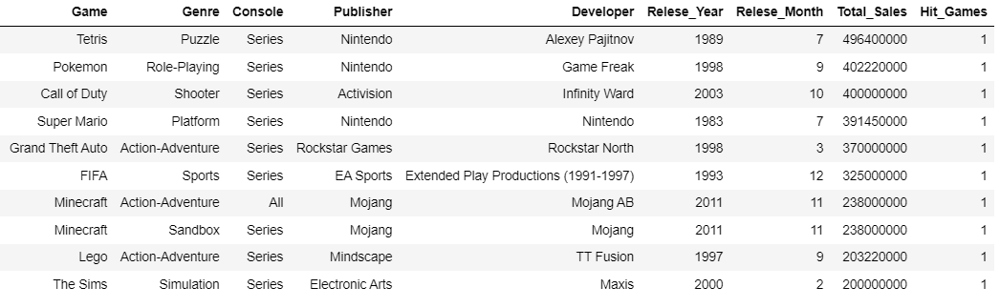 Game Genre Console Publisher Developer Relese_Year Relese_Month Total_Sales Hit_Games
Tetris Puzzle Series Nintendo Alexey Pajitnov 1989 7 496400000 1
Pokemon Role-Playing Series Nintendo Game Freak 1998 9 402220000 1
Call of Duty Shooter Series Activision Infinity Ward 2003 10 400000000 1
Super Mario Platform Series Nintendo Nintendo 1983 7 391450000 1
Grand Theft Auto Action-Adventure Series Rockstar Games Rockstar North 1998 3 370000000 1
FIFA Sports Series EA Sports Extended Play Productions (1991-1997) 1993 12 325000000 1
Minecraft Action-Adventure All Mojang Mojang AB 2011 11 238000000 1
Minecraft Sandbox Series Mojang Mojang 2011 11 238000000 1
Lego Action-Adventure Series Mindscape TT Fusion 1997 9 203220000 1
The Sims Simulation Series Electronic Arts Maxis 2000 2 200000000 1